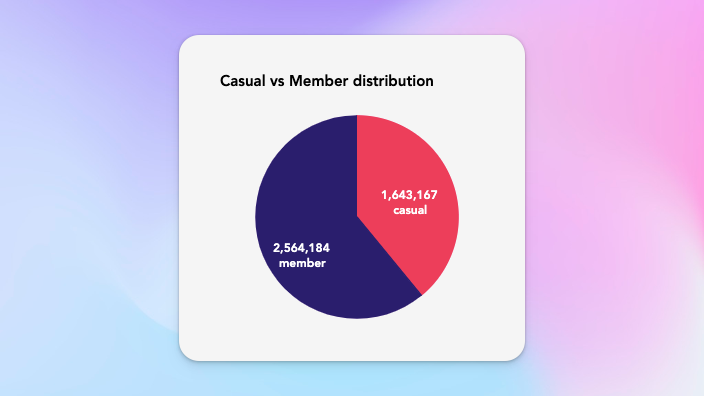 Casual vs Member distribution
1,643,167
casual
2,564,184
member